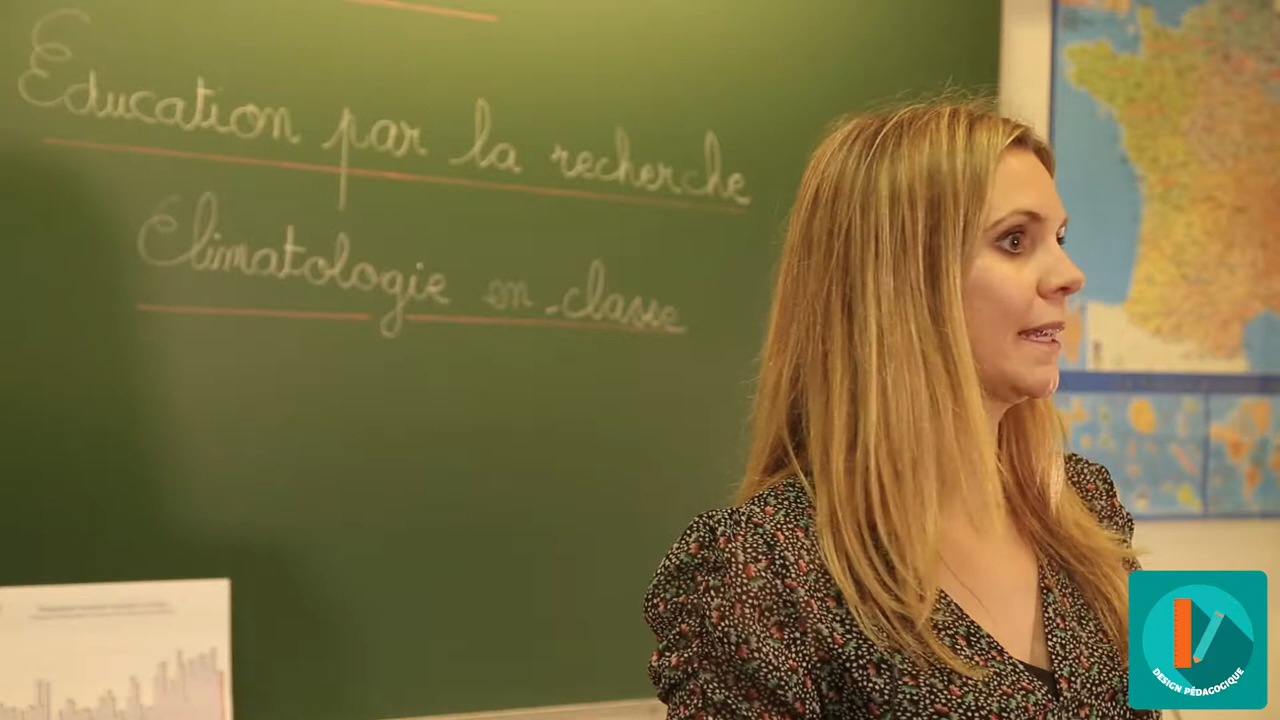 Education par la recherche
Climatologie en classe
DESIGN PÉDAGOGIQUE